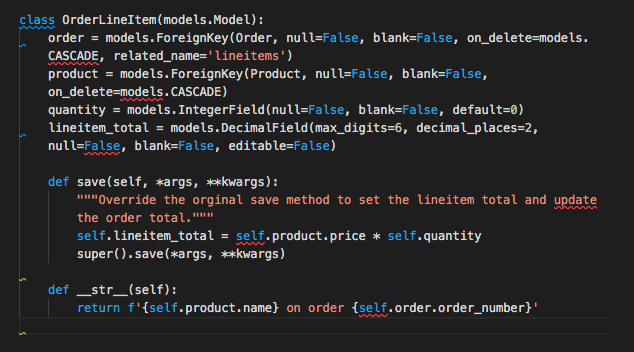 class OrderLineItem(models.Model):
    order = models.ForeignKey(Order, null=False, blank=False, on_delete=models.
    CASCADE, related_name='lineitems')
    product = models.ForeignKey(Product, null=False, blank=False,
    on_delete=models.CASCADE)
    quantity = models.IntegerField(null=False, blank=False, default=0)
    lineitem_total = models.DecimalField(max_digits=6, decimal_places=2,
    null=False, blank=False, editable=False)

    def save(self, *args, **kwargs):
        """Override the orginal save method to set the lineitem total and update
        the order total."""
        self.lineitem_total = self.product.price * self.quantity
        super().save(*args, **kwargs)

    def __str__(self):
        return f'{self.product.name} on order {self.order.order_number}'